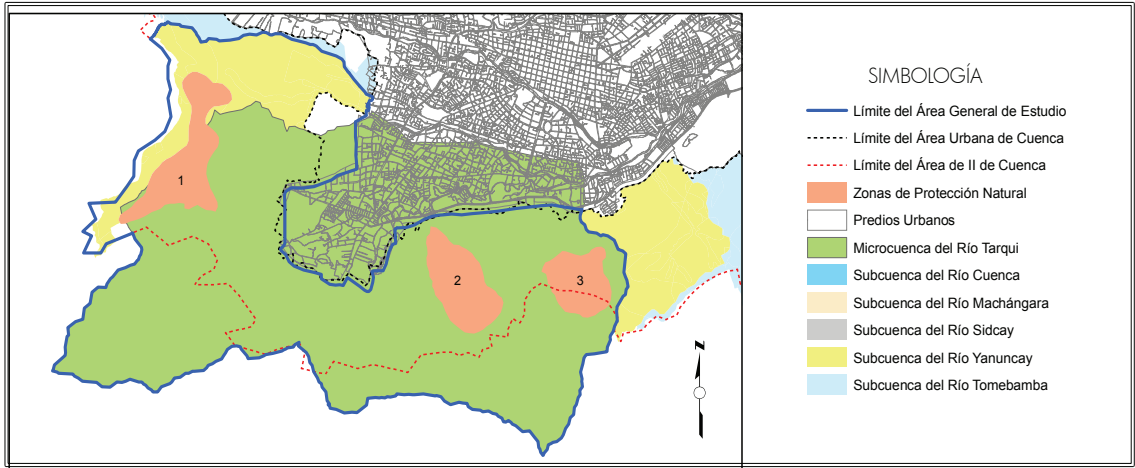 1
2
3
N
SIMBOLOGÍA
Límite del Área General de Estudio
Límite del Área Urbana de Cuenca
Límite del Área de II de Cuenca
Zonas de Protección Natural
Predios Urbanos
Microcuenca del Río Tarqui
Subcuenca del Río Cuenca
Subcuenca del Río Machángara
Subcuenca del Río Sidcay
Subcuenca del Río Yanuncay
Subcuenca del Río Tomebamba